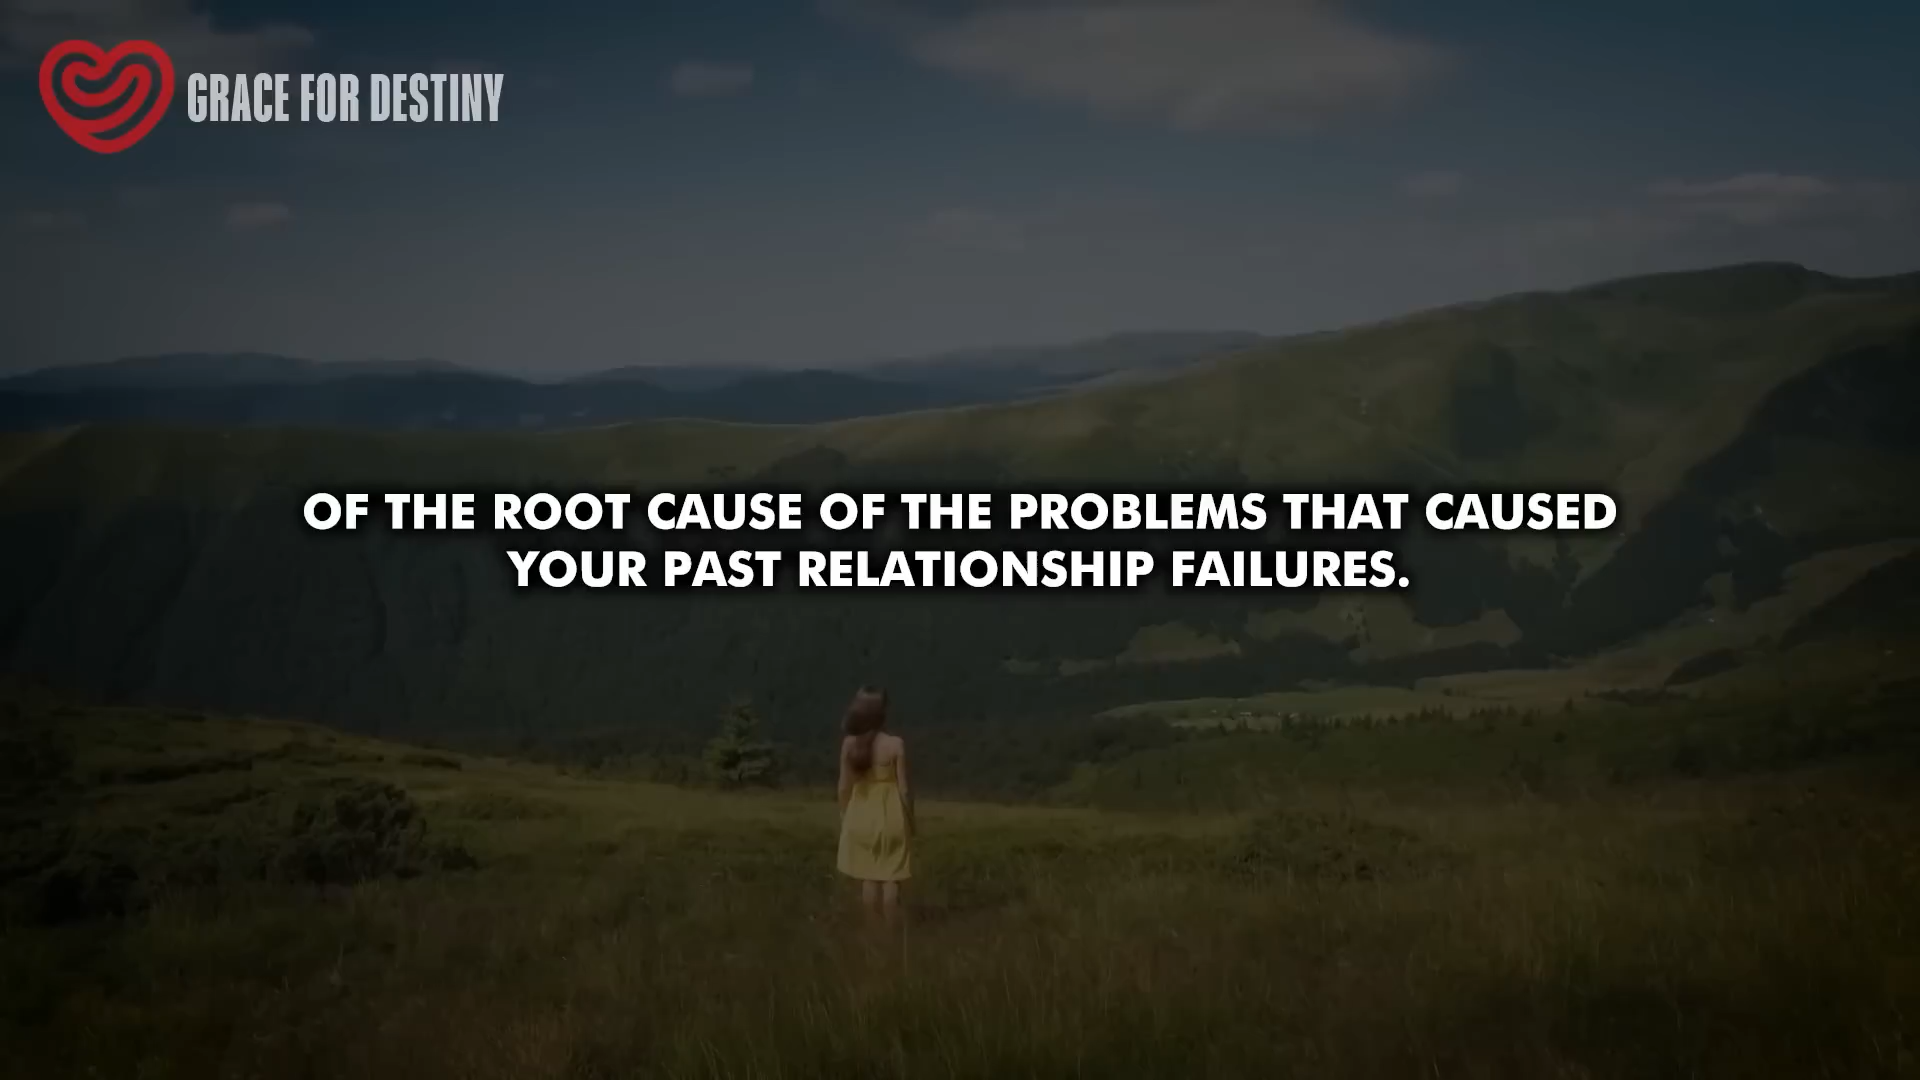 GRACE FOR DESTINY
OF THE ROOT CAUSE OF THE PROBLEMS THAT CAUSED
YOUR PAST RELATIONSHIP FAILURES.